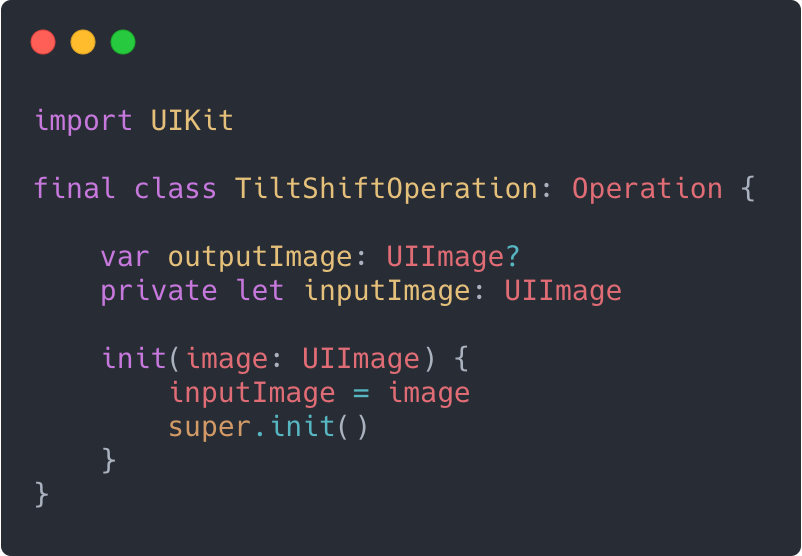 import UIKit
final class TiltShiftOperation: Operation {
var outputImage: UIImage?
private let inputImage: UIImage
init(image: UIImage) {
inputImage = image
super.init()
}
}